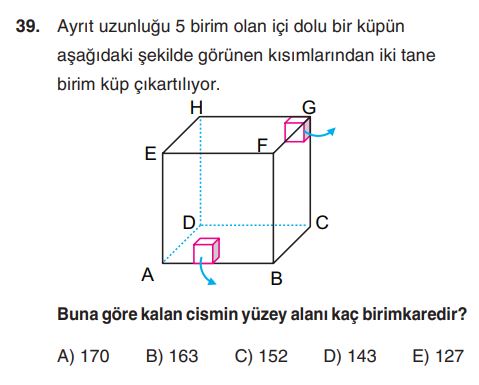 39. Ayrıt uzunluğu 5 birim olan içi dolu bir küpün
aşağıdaki şekilde görünen kısımlarından iki tane
birim küp çıkartılıyor.
H G
E F
D C
A B
Buna göre kalan cismin yüzey alanı kaç birimkaredir?
A) 170 B) 163 C) 152 D) 143 E) 127